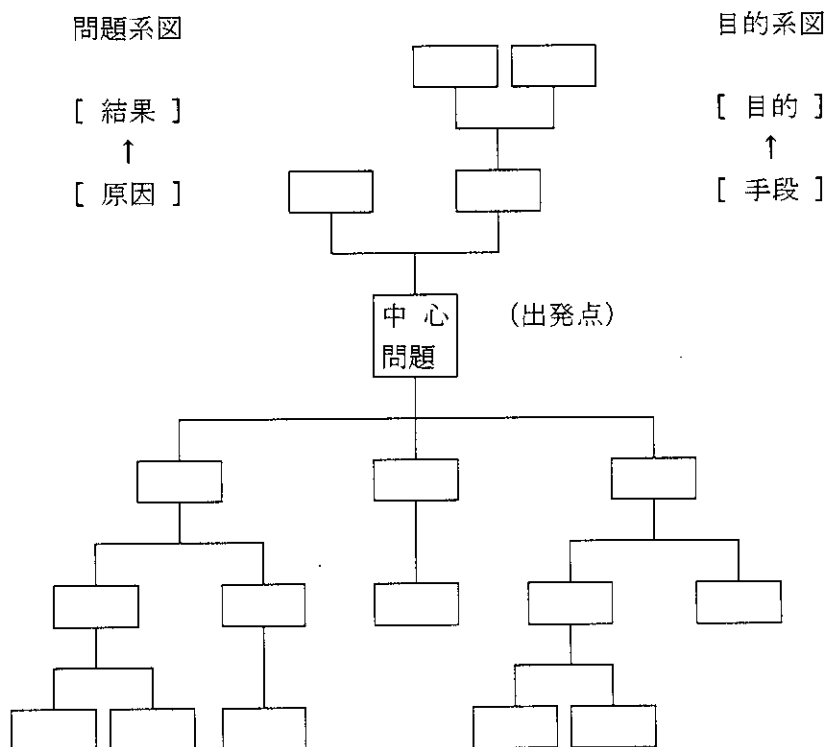 問題系図
目的系図
[ 結果 ]
↑
[ 原因 ]
[ 目的 ]
↑
[ 手段 ]
中 心
問題
(出発点)